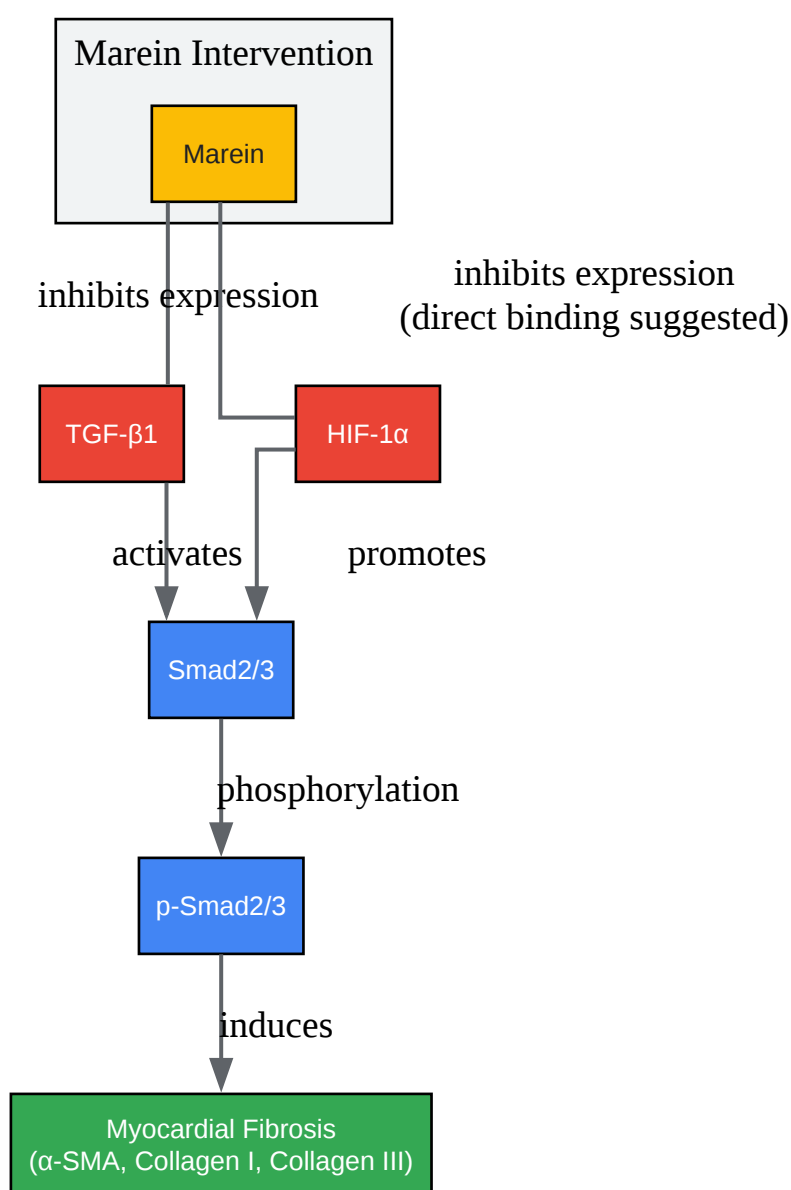 Marein Intervention
Marein
inhibits expression
inhibits expression
(direct binding suggested)
TGF-β1
HIF-1α
activates
promotes
Smad2/3
phosphorylation
p-Smad2/3
induces
Myocardial Fibrosis
(α-SMA, Collagen I, Collagen III)